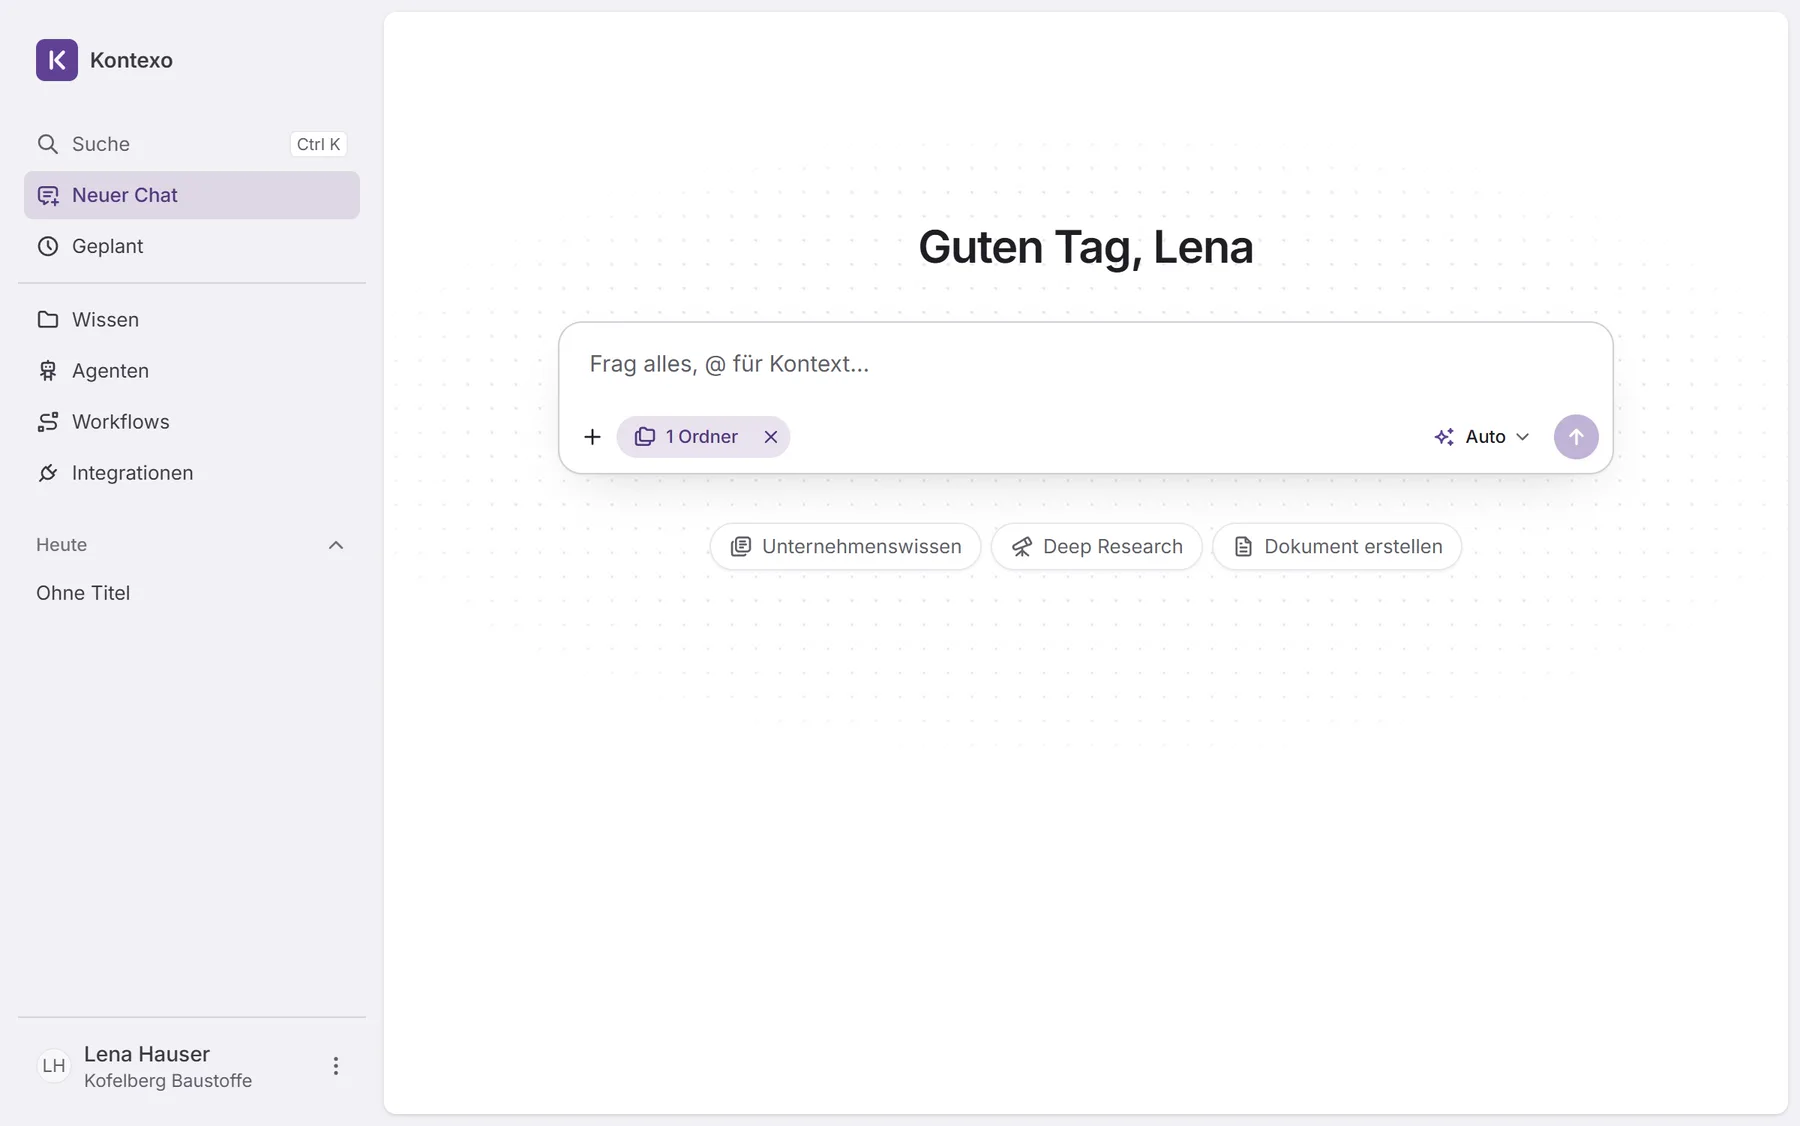 Kontexo
Suche
Ctrl K
Neuer Chat
Geplant
Wissen
Agenten
Workflows
Integrationen
Heute
Ohne Titel
LH
Lena Hauser
Kofelberg Baustoffe
Guten Tag, Lena
Frag alles, @ für Kontext...
1 Ordner
Auto
Unternehmenswissen
Deep Research
Dokument erstellen